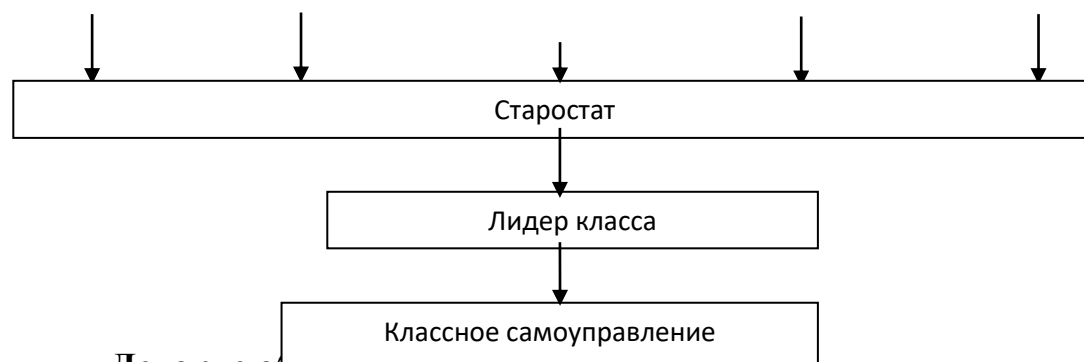 Старостат
Лидер класса
Классное самоуправление